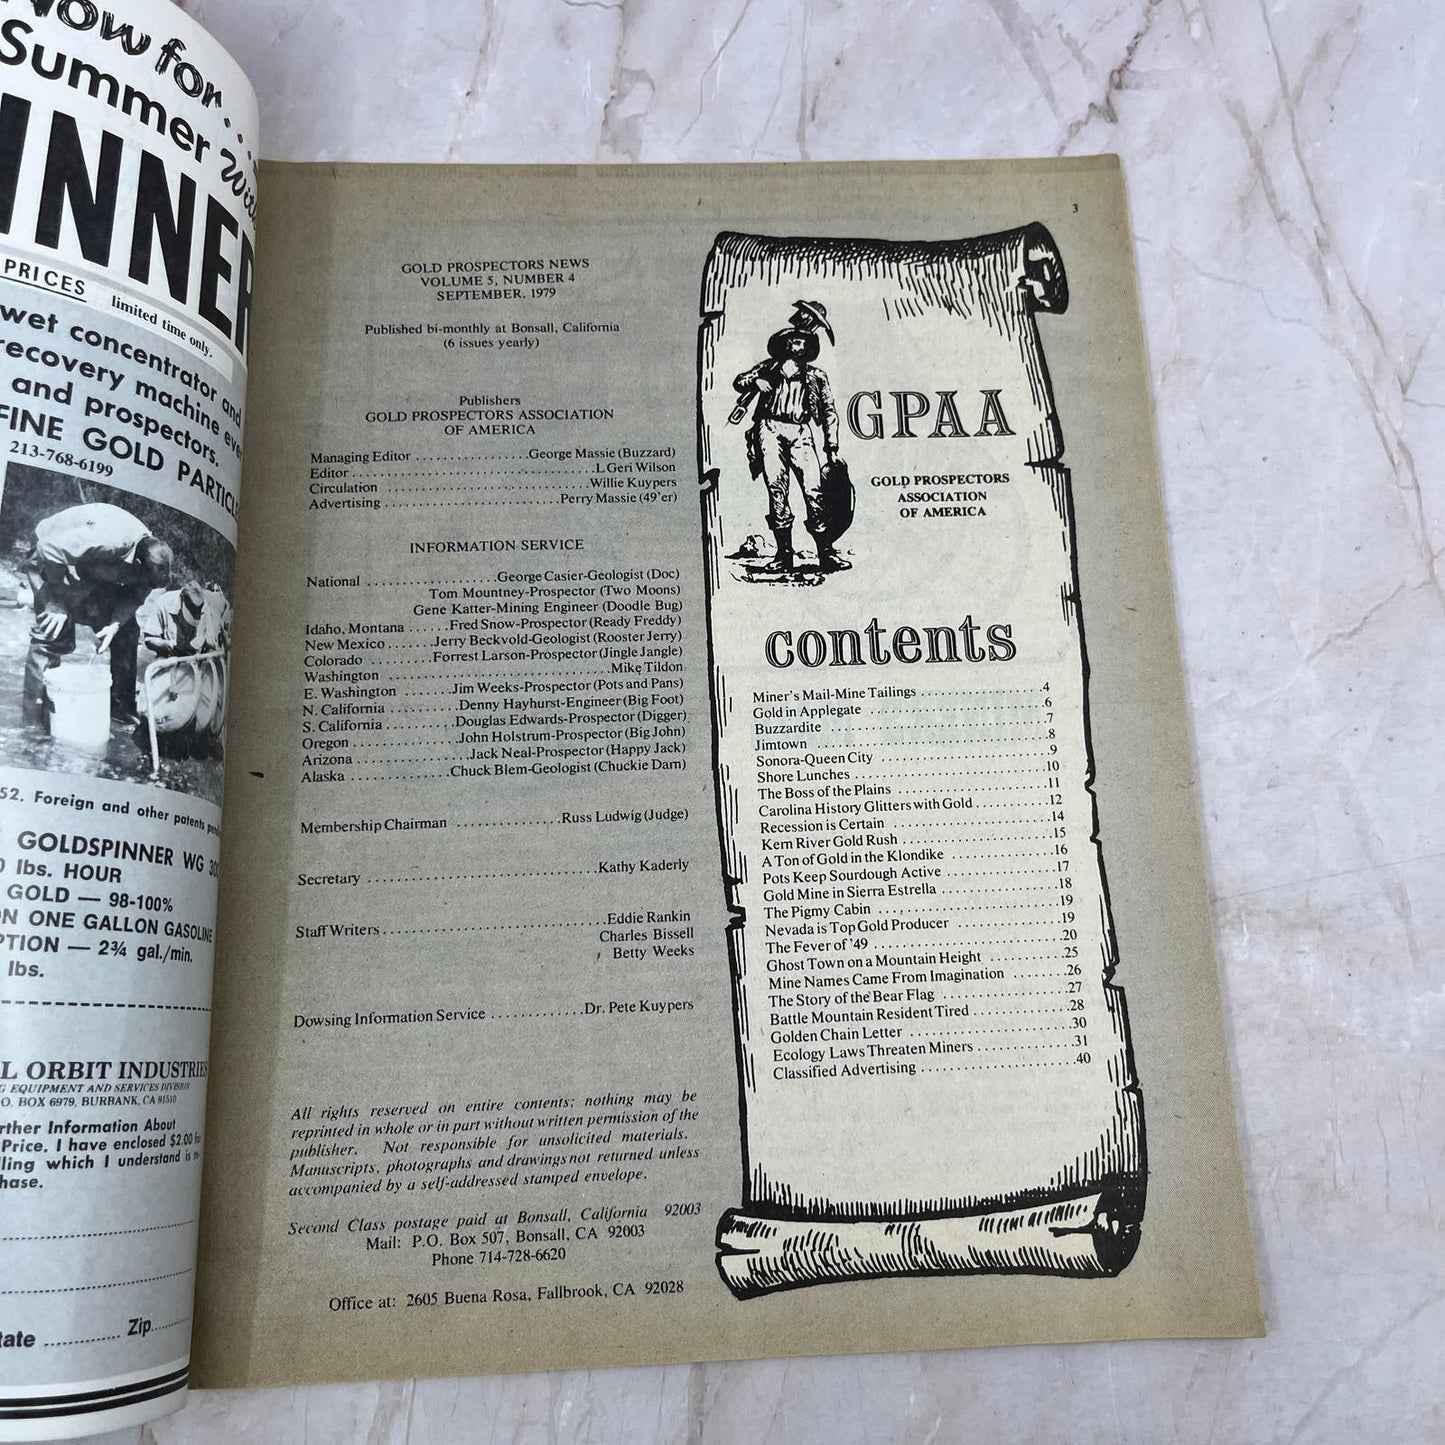 Now for...
Summer With
INNER
PRICES limited time only.
wet concentrator and
recovery machine ever
and prospectors.
FINE GOLD PARTICLE
213-768-6199
52. Foreign and other patents
GOLDSPINNER WG
lbs. HOUR
GOLD — 98-100%
ON ONE GALLON GASOLINE
PTION — 2¾ gal./min.
lbs.
L ORBIT INDUSTRIES
G EQUIPMENT AND SERVICES DIVISION
O. BOX 6979, BURBANK, CA 91510
rther Information About
Price. I have enclosed $2.00 for
lling which I understand is
hase.
tate Zip
3
GOLD PROSPECTORS NEWS
VOLUME 5, NUMBER 4
SEPTEMBER, 1979
Published bi-monthly at Bonsall, California
(6 issues yearly)
Publishers
GOLD PROSPECTORS ASSOCIATION
OF AMERICA
Managing Editor ................George Massie (Buzzard)
Editor....................................L Geri Wilson
Circulation .............................Willie Kuypers
Advertising.........................Perry Massie (49'er)
INFORMATION SERVICE
National ...................George Casier-Geologist (Doc)
Tom Mountney-Prospector (Two Moons)
Gene Katter-Mining Engineer (Doodle Bug)
Idaho, Montana ......Fred Snow-Prospector (Ready Freddy)
New Mexico.......Jerry Beckvold-Geologist (Rooster Jerry)
Colorado .........Forrest Larson-Prospector (Jingle Jangle)
Washington ................................Mike Tildon
E. Washington .......Jim Weeks-Prospector (Pots and Pans)
N. California ..........Denny Hayhurst-Engineer (Big Foot)
S. California ..........Douglas Edwards-Prospector (Digger)
Oregon...............John Holstrum-Prospector (Big John)
Arizona ................Jack Neal-Prospector (Happy Jack)
Alaska ...............Chuck Blem-Geologist (Chuckie Darn)
Membership Chairman ...............Russ Ludwig (Judge)
Secretary ..................................Kathy Kaderly
Staff Writers................................Eddie Rankin
Charles Bissell
Betty Weeks
Dowsing Information Service .............Dr. Pete Kuypers
All rights reserved on entire contents; nothing may be
reprinted in whole or in part without written permission of the
publisher. Not responsible for unsolicited materials.
Manuscripts, photographs and drawings not returned unless
accompanied by a self-addressed stamped envelope.
Second Class postage paid at Bonsall, California 92003
Mail: P.O. Box 507, Bonsall, CA 92003
Phone 714-728-6620
Office at: 2605 Buena Rosa, Fallbrook, CA 92028
GPAA
GOLD PROSPECTORS
ASSOCIATION
OF AMERICA
contents
Miner's Mail-Mine Tailings .................4
Gold in Applegate .........................6
Buzzardite ...............................7
Jimtown .................................8
Sonora-Queen City ........................9
Shore Lunches ...........................10
The Boss of the Plains .....................11
Carolina History Glitters with Gold ..........12
Recession is Certain .......................14
Kern River Gold Rush .....................15
A Ton of Gold in the Klondike ..............16
Pots Keep Sourdough Active ................17
Gold Mine in Sierra Estrella ................18
The Pigmy Cabin .........................19
Nevada is Top Gold Producer ...............19
The Fever of '49 ..........................20
Ghost Town on a Mountain Height ...........25
Mine Names Came From Imagination ........26
The Story of the Bear Flag ..................27
Battle Mountain Resident Tired ..............28
Golden Chain Letter .......................30
Ecology Laws Threaten Miners ..............31
Classified Advertising ......................40